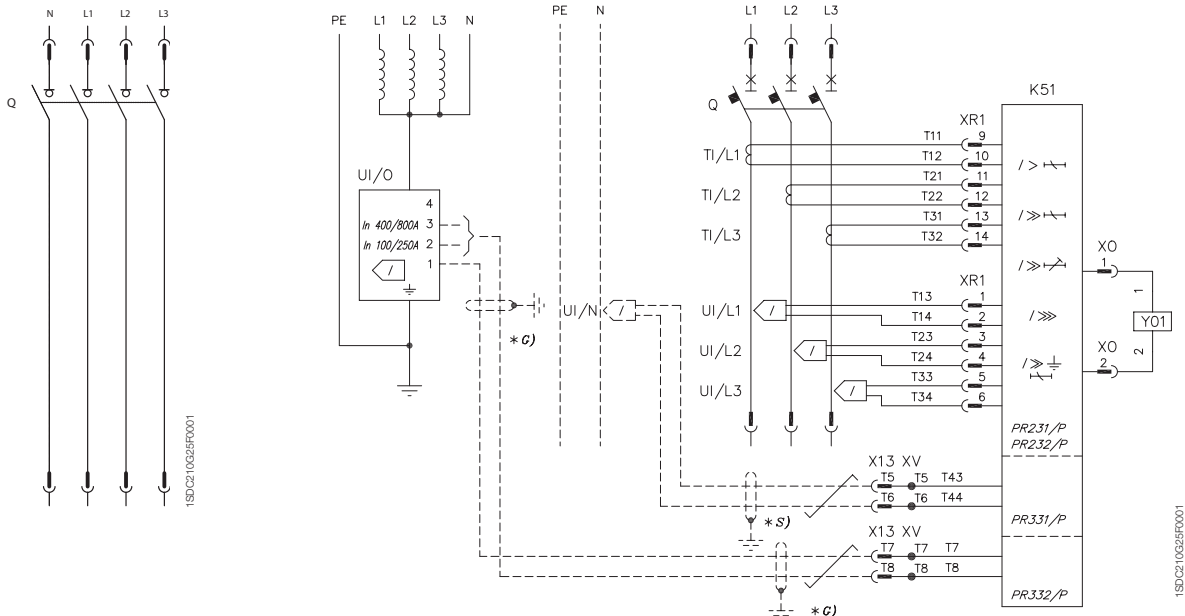 N L1 L2 L3
Q
1SDC210G25F0001
PE L1 L2 L3 N
UI/O
4
In 400/800A 3
In 100/250A 2
1
/
*G)
PE N
UI/N /
L1 L2 L3
Q
TI/L1
TI/L2
TI/L3
XR1
T11 9
T12 10
T21 11
T22 12
T31 13
T32 14
XR1
UI/L1 / T13 1
T14 2
UI/L2 / T23 3
T24 4
UI/L3 / T33 5
T34 6
K51
/>
/≫
/≫
/⋙
/≫
PR231/P
PR232/P
X13 XV
T5 T5 T43
T6 T6 T44
*S)
PR331/P
X13 XV
T7 T7 T7
T8 T8 T8
*G)
PR332/P
XO
1
1
Y01
2
XO
2
1SDC210G25F0001